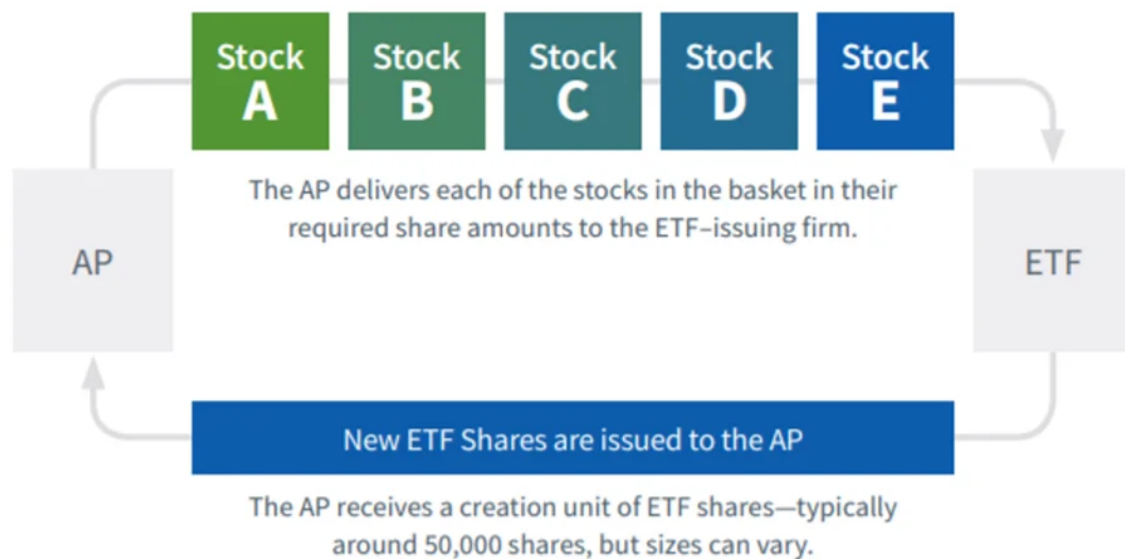 Stock
A
Stock
B
Stock
C
Stock
D
Stock
E
The AP delivers each of the stocks in the basket in their
required share amounts to the ETF–issuing firm.
AP
ETF
New ETF Shares are issued to the AP
The AP receives a creation unit of ETF shares—typically
around 50,000 shares, but sizes can vary.